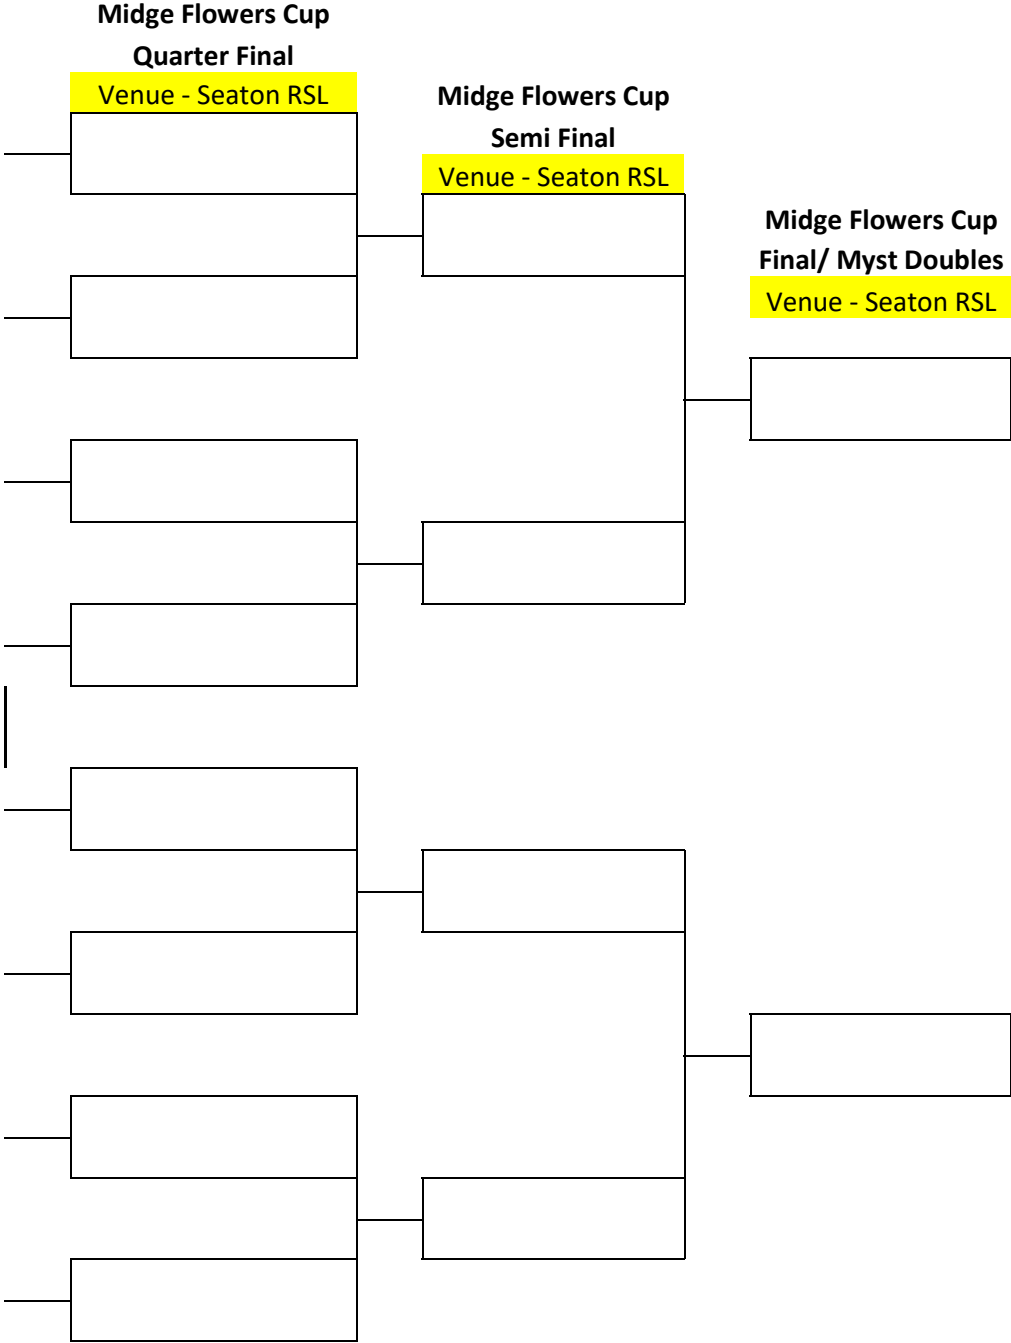 Midge Flowers Cup
Quarter Final
Venue - Seaton RSL
Midge Flowers Cup
Semi Final
Venue - Seaton RSL
Midge Flowers Cup
Final/ Myst Doubles
Venue - Seaton RSL